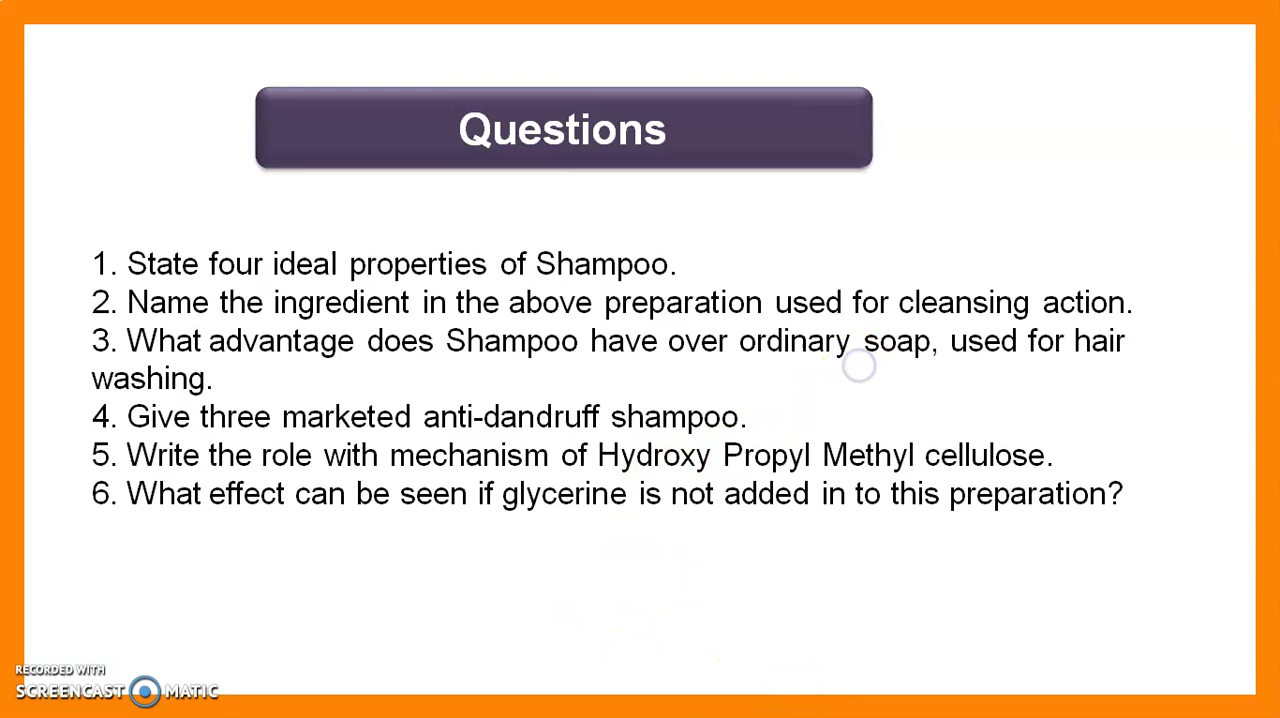 Questions
1. State four ideal properties of Shampoo.
2. Name the ingredient in the above preparation used for cleansing action.
3. What advantage does Shampoo have over ordinary soap, used for hair
washing.
4. Give three marketed anti-dandruff shampoo.
5. Write the role with mechanism of Hydroxy Propyl Methyl cellulose.
6. What effect can be seen if glycerine is not added in to this preparation?
RECORDED WITH
SCREENCAST MATIC